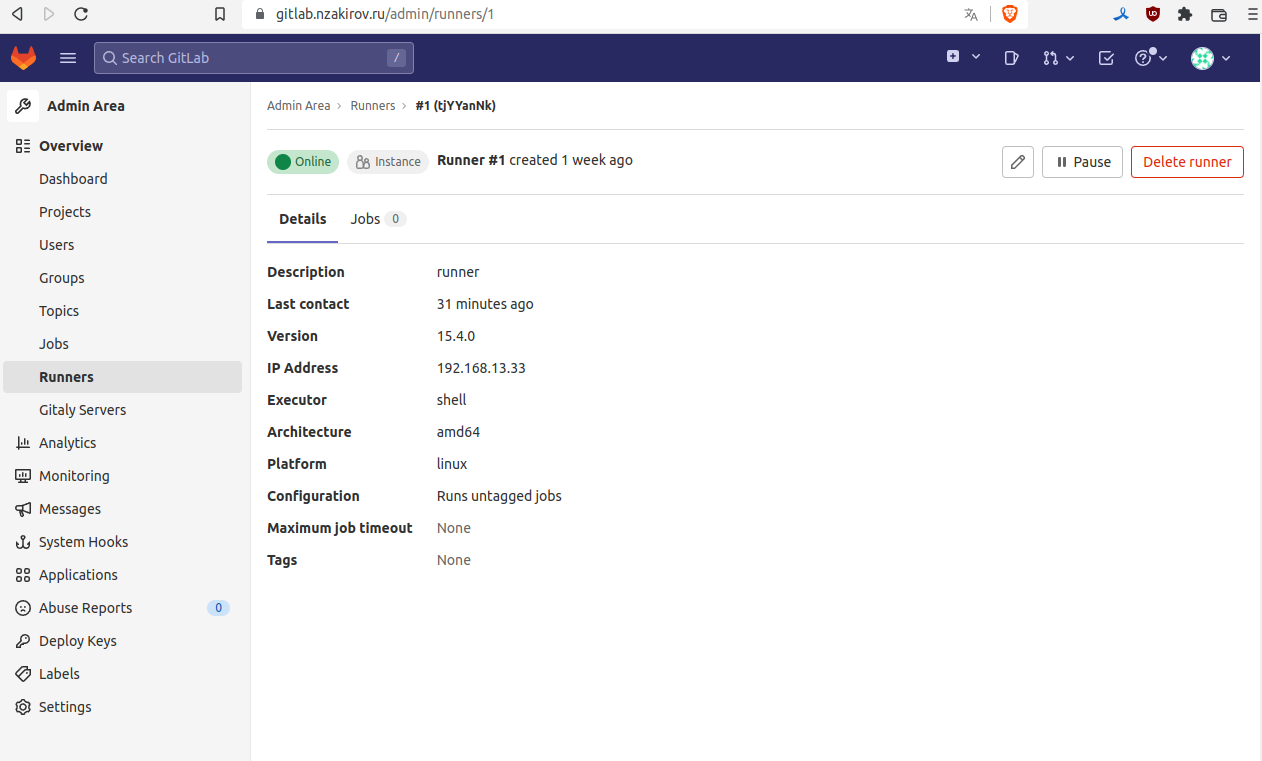 gitlab.nzakirov.ru/admin/runners/1
Search GitLab /
Admin Area
Overview
Dashboard
Projects
Users
Groups
Topics
Jobs
Runners
Gitaly Servers
Analytics
Monitoring
Messages
System Hooks
Applications
Abuse Reports 0
Deploy Keys
Labels
Settings
Admin Area › Runners › #1 (tjYYanNk)
Online Instance Runner #1 created 1 week ago Pause Delete runner
Details Jobs 0
Description runner
Last contact 31 minutes ago
Version 15.4.0
IP Address 192.168.13.33
Executor shell
Architecture amd64
Platform linux
Configuration Runs untagged jobs
Maximum job timeout None
Tags None